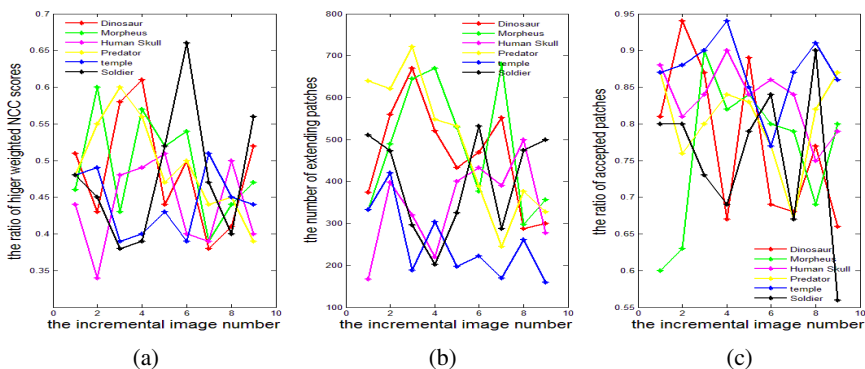 the ratio of higer weighted NCC scores
0.7
0.65
0.6
0.55
0.5
0.45
0.4
0.35
0
2
4
6
8
10
Dinosaur
Morpheus
Human Skull
Predator
temple
Soldier
the incremental image number
(a)
the number of extending patches
800
700
600
500
400
300
200
100
0
2
4
6
8
10
Dinosaur
Morpheus
Human Skull
Predator
temple
Soldier
the incremental image number
(b)
the ratio of accepted patches
0.95
0.9
0.85
0.8
0.75
0.7
0.65
0.6
0.55
0
2
4
6
8
10
Dinosaur
Morpheus
Human Skull
Predator
temple
Soldier
the incremental image number
(c)